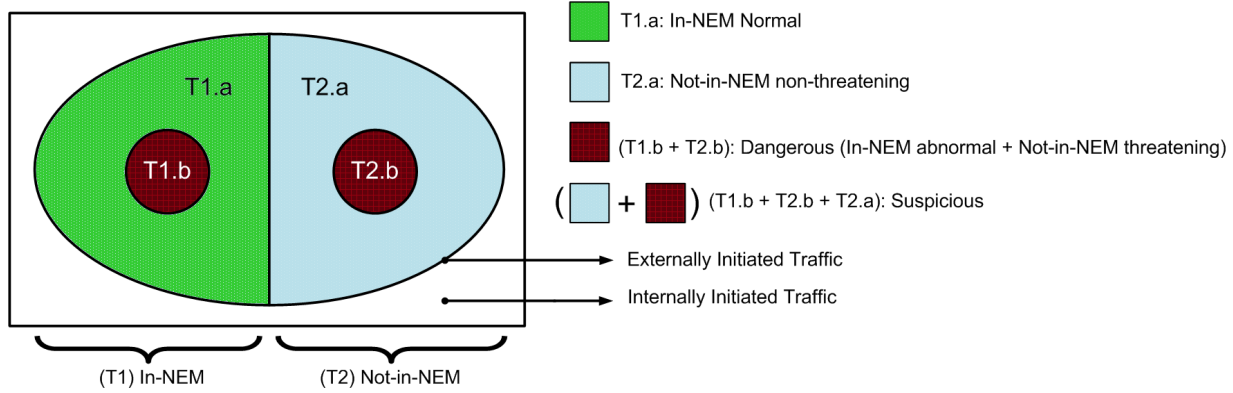 T1.a
T2.a
T1.b
T2.b
(T1) In-NEM
(T2) Not-in-NEM
T1.a: In-NEM Normal
T2.a: Not-in-NEM non-threatening
(T1.b + T2.b): Dangerous (In-NEM abnormal + Not-in-NEM threatening)
( + ) (T1.b + T2.b + T2.a): Suspicious
Externally Initiated Traffic
Internally Initiated Traffic